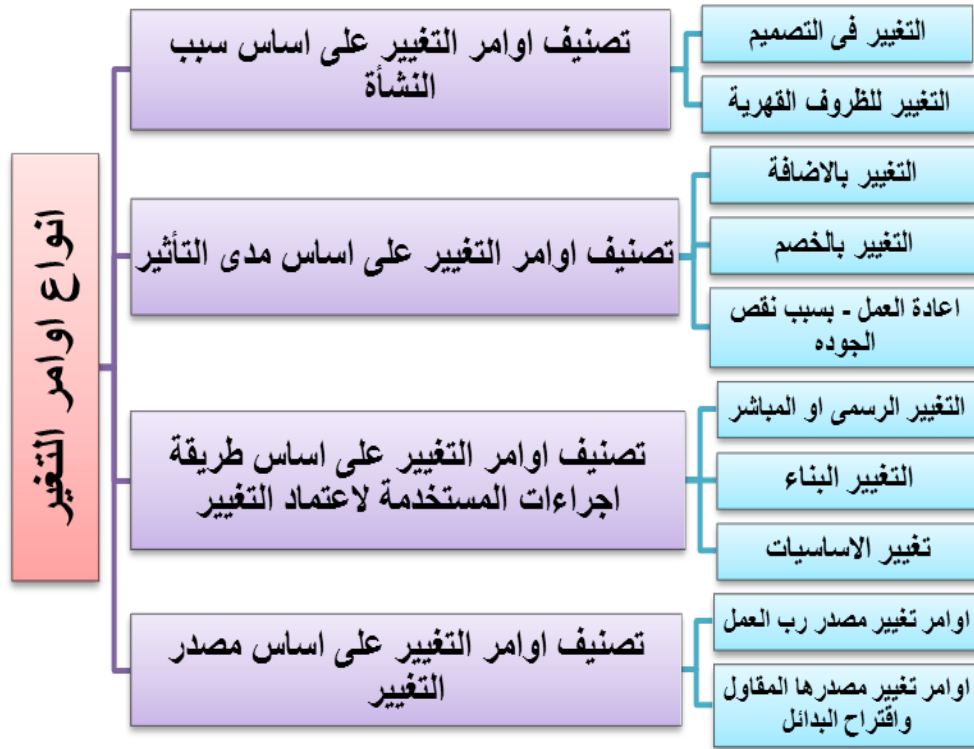 انواع اوامر التغير
تصنيف اوامر التغيير على اساس سبب
النشأة
التغيير فى التصميم
التغيير للظروف القهرية
تصنيف اوامر التغيير على اساس مدى التأثير
التغيير بالاضافة
التغيير بالخصم
اعادة العمل - بسبب نقص
الجوده
تصنيف اوامر التغيير على اساس طريقة
اجراءات المستخدمة لاعتماد التغيير
التغيير الرسمى او المباشر
التغيير البناء
تغيير الاساسيات
تصنيف اوامر التغيير على اساس مصدر
التغيير
اوامر تغيير مصدر رب العمل
اوامر تغيير مصدرها المقاول
واقتراح البدائل